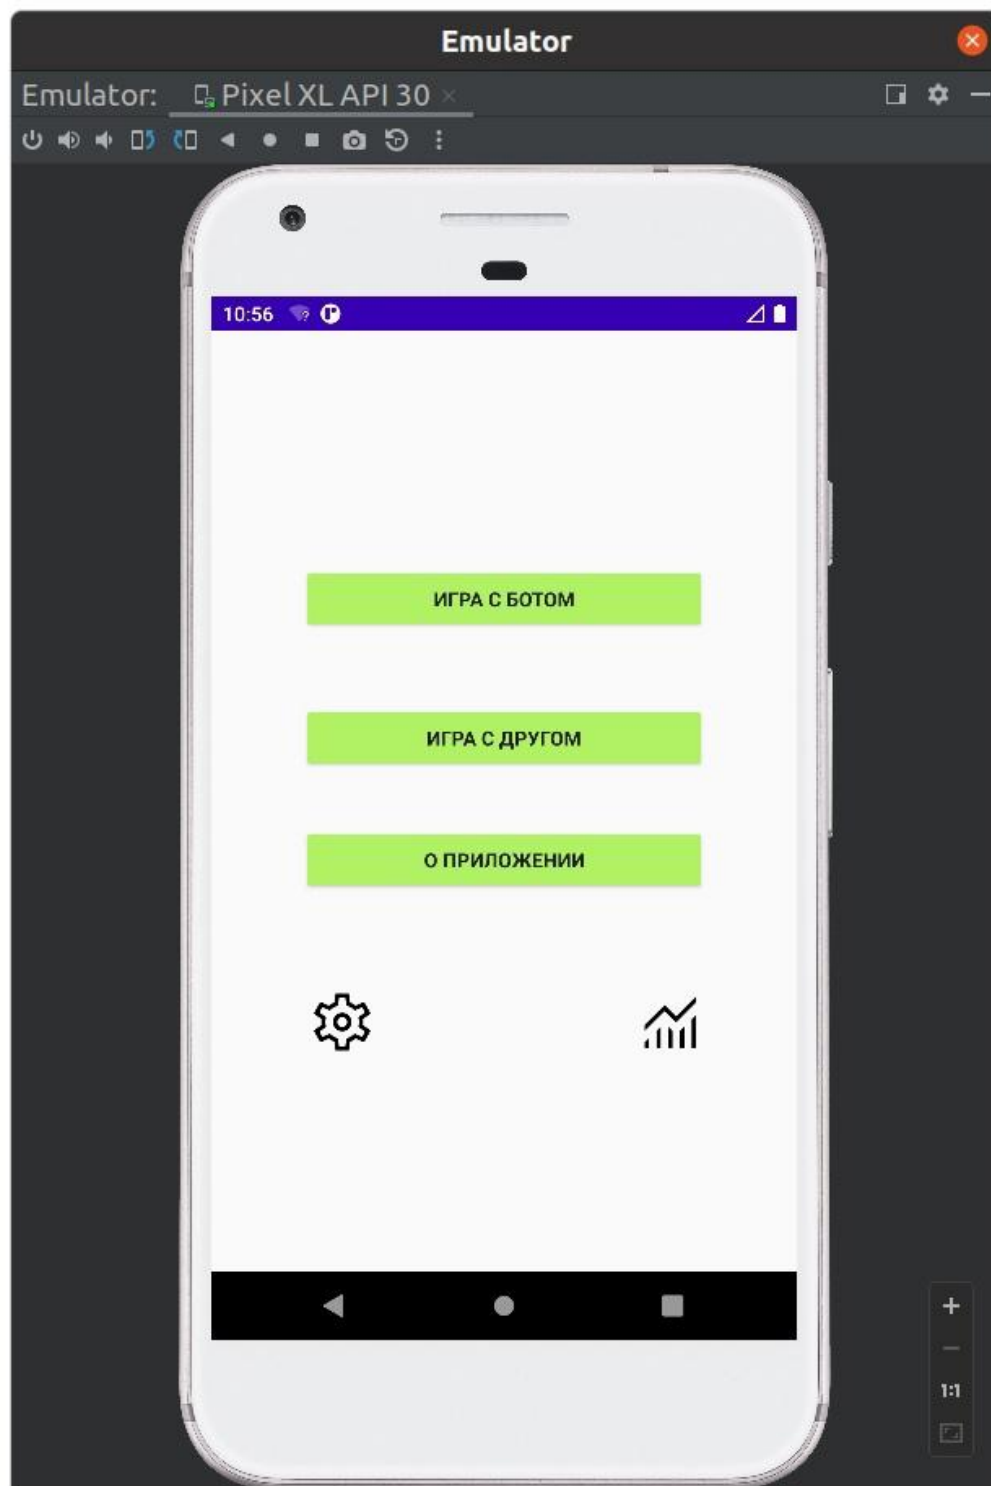 Emulator
Emulator: Pixel XL API 30
10:56
ИГРА С БОТОМ
ИГРА С ДРУГОМ
О ПРИЛОЖЕНИИ
1:1